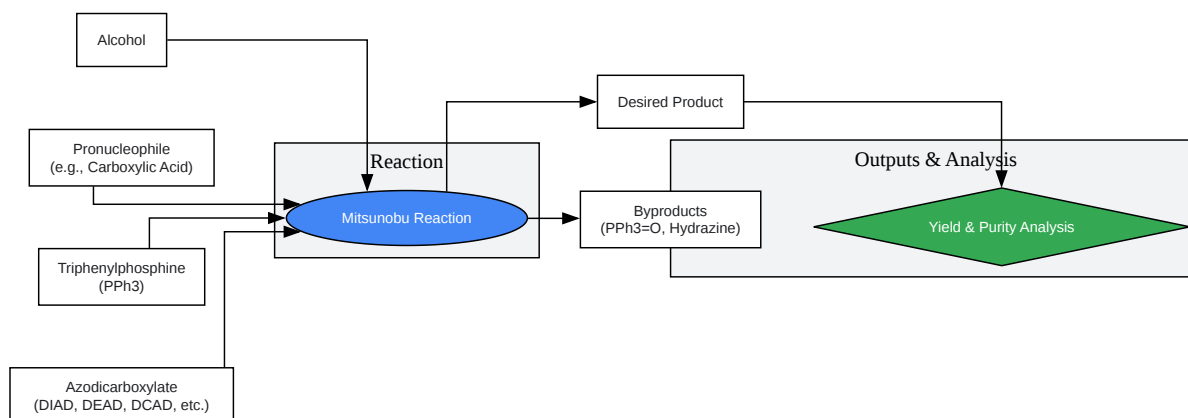 Alcohol
Pronucleophile
(e.g., Carboxylic Acid)
Triphenylphosphine
(PPh3)
Azodicarboxylate
(DIAD, DEAD, DCAD, etc.)
Reaction
Mitsunobu Reaction
Desired Product
Byproducts
(PPh3=O, Hydrazine)
Outputs & Analysis
Yield & Purity Analysis